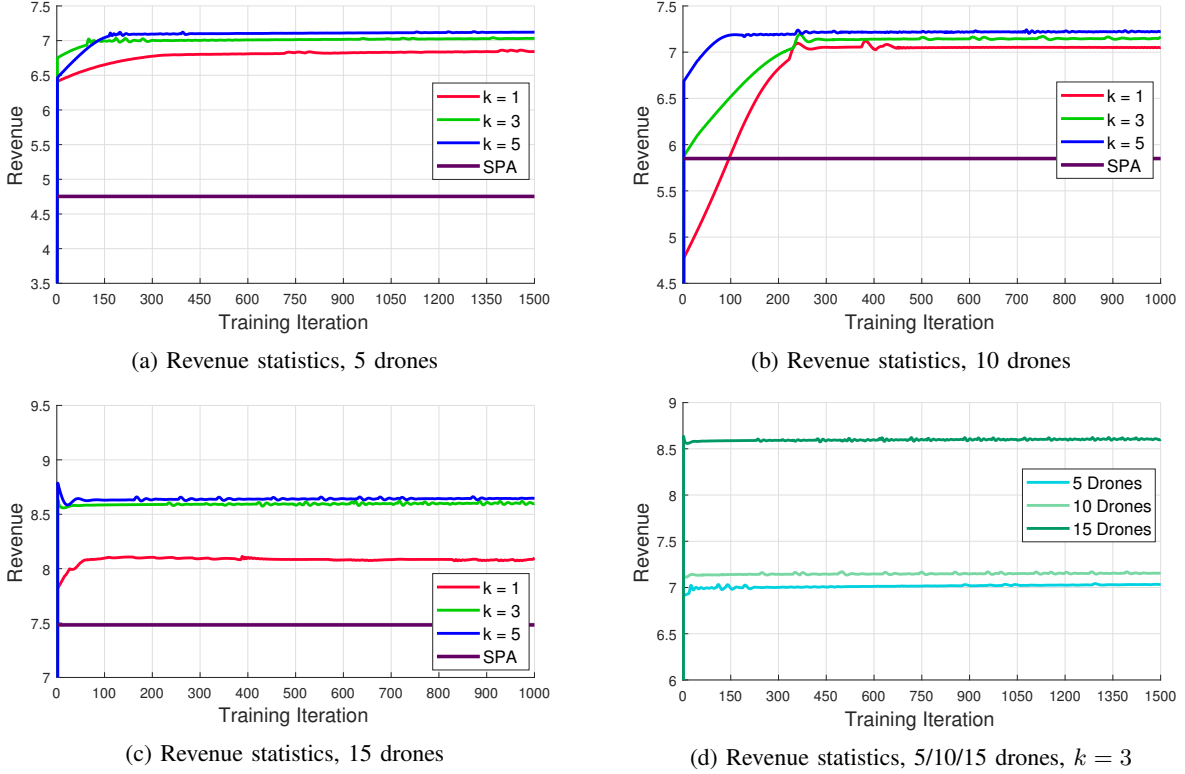 7.5
7
6.5
6
5.5
5
4.5
4
3.5
Revenue
0 150 300 450 600 750 900 1050 1200 1350 1500
Training Iteration
k = 1
k = 3
k = 5
SPA
(a) Revenue statistics, 5 drones
7.5
7
6.5
6
5.5
5
4.5
Revenue
0 100 200 300 400 500 600 700 800 900 1000
Training Iteration
k = 1
k = 3
k = 5
SPA
(b) Revenue statistics, 10 drones
9.5
9
8.5
8
7.5
7
Revenue
0 100 200 300 400 500 600 700 800 900 1000
Training Iteration
k = 1
k = 3
k = 5
SPA
(c) Revenue statistics, 15 drones
9
8.5
8
7.5
7
6.5
6
Revenue
0 150 300 450 600 750 900 1050 1200 1350 1500
Training Iteration
5 Drones
10 Drones
15 Drones
(d) Revenue statistics, 5/10/15 drones, k = 3